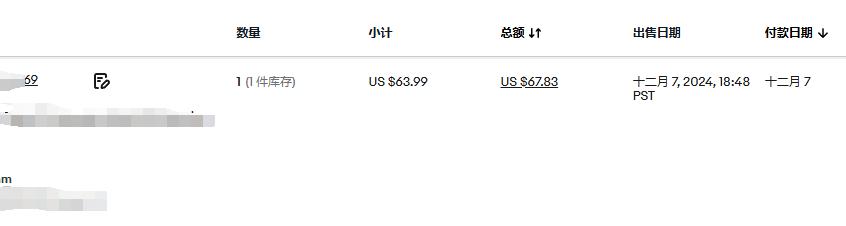 数量 小计 总额 出售日期 付款日期
69 1 (1 件库存) US $63.99 US $67.83 十二月 7, 2024, 18:48 十二月 7
PST